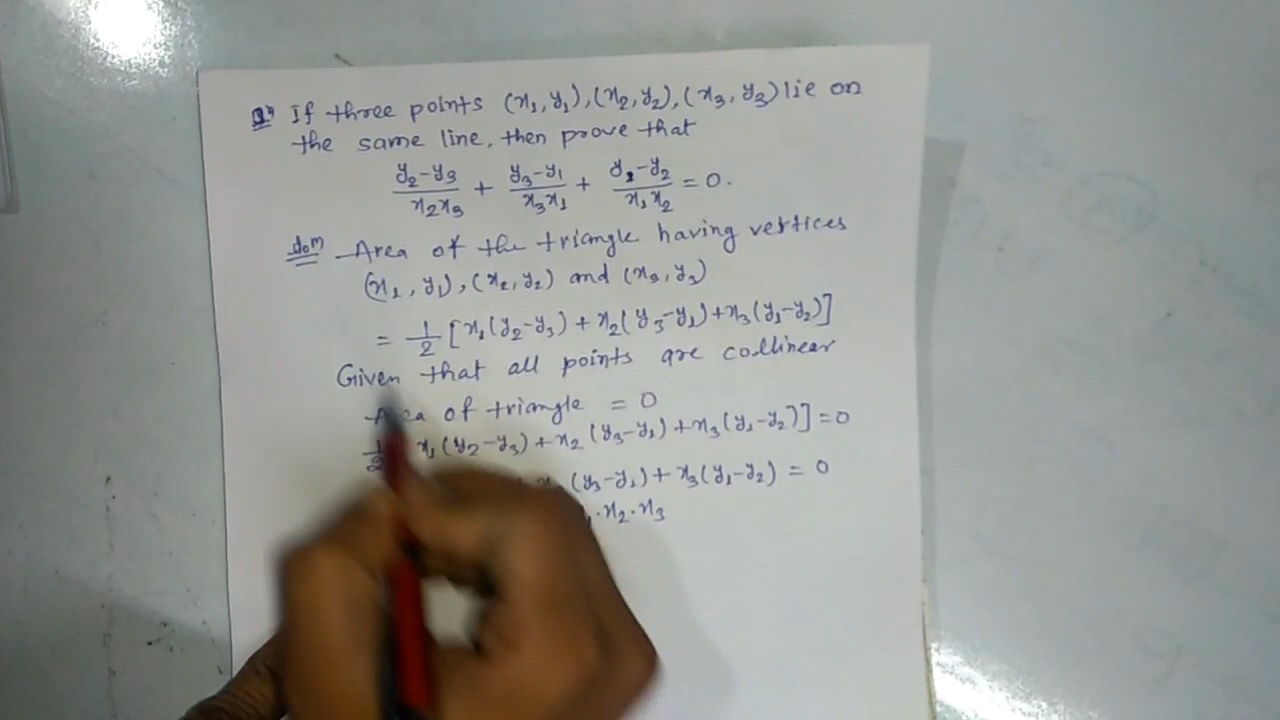 If three points (x₁, y₁), (x₂, y₂), (x₃, y₃) lie on
the same line, then prove that
y₂-y₃/x₂x₃ + y₃-y₁/x₃x₁ + y₁-y₂/x₁x₂ = 0.
Area of the triangle having vertices
(x₁, y₁), (x₂, y₂) and (x₃, y₃)
= 1/2 [x₁(y₂-y₃) + x₂(y₃-y₁) + x₃(y₁-y₂)]
Given that all points are collinear
Area of triangle = 0
1/2 x₁(y₂-y₃) + x₂(y₃-y₁) + x₃(y₁-y₂)] = 0
(y₃-y₁) + x₃(y₁-y₂) = 0
·x₂·x₃